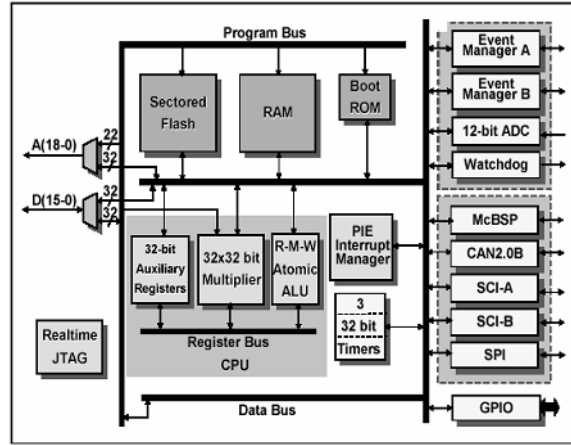 Program Bus
Event
Manager A
Event
Manager B
12-bit ADC
Watchdog
Sectored
Flash
RAM
Boot
ROM
A(18-0)
22
32
D(15-0)
32
32
32-bit
Auxiliary
Registers
32x32 bit
Multiplier
R-M-W
Atomic
ALU
PIE
Interrupt
Manager
3
32 bit
Timers
McBSP
CAN2.0B
SCI-A
SCI-B
SPI
GPIO
Realtime
JTAG
Register Bus
CPU
Data Bus